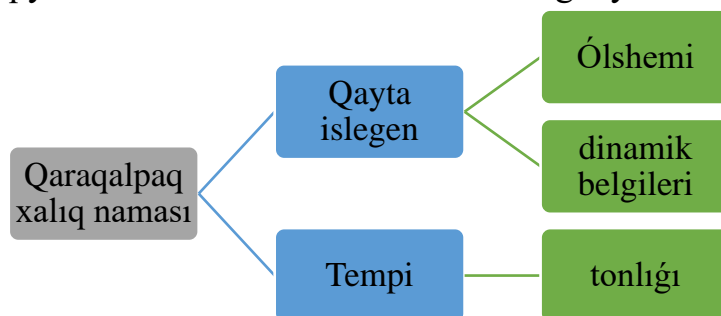 Qaraqalpaq
xalıq naması
Qayta
islegen
Tempi
Ólshemi
dinamik
belgileri
tonlıǵı